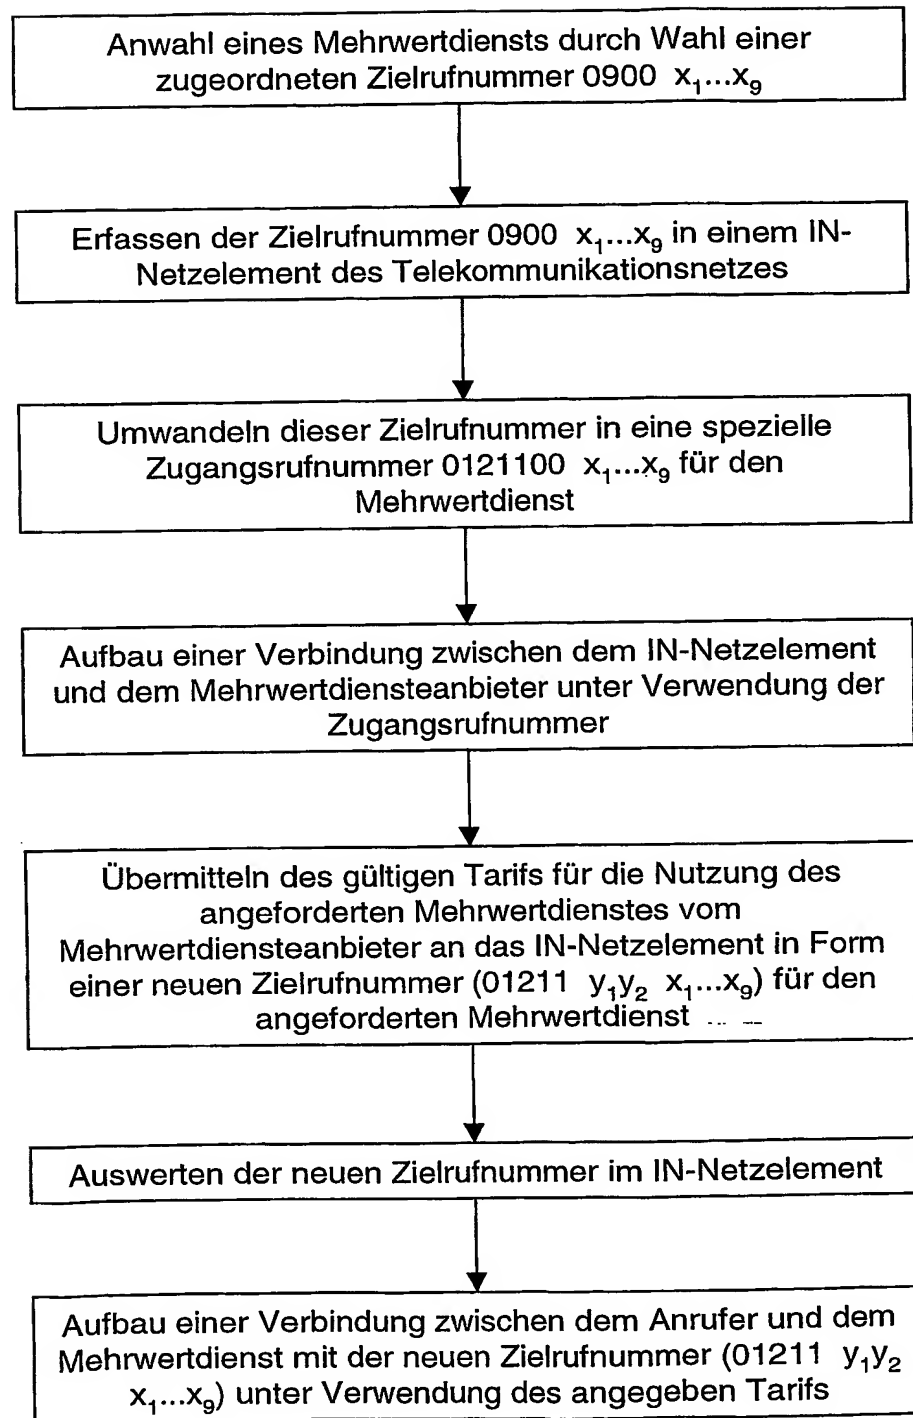 Anwahl eines Mehrwertdiensts durch Wahl einer
zugeordneten Zielrufnummer 0900 x₁...x₉
Erfassen der Zielrufnummer 0900 x₁...x₉ in einem IN-
Netzelement des Telekommunikationsnetzes
Umwandeln dieser Zielrufnummer in eine spezielle
Zugangsrufnummer 0121100 x₁...x₉ für den
Mehrwertdienst
Aufbau einer Verbindung zwischen dem IN-Netzelement
und dem Mehrwertdiensteanbieter unter Verwendung der
Zugangsrufnummer
Übermitteln des gültigen Tarifs für die Nutzung des
angeforderten Mehrwertdienstes vom
Mehrwertdiensteanbieter an das IN-Netzelement in Form
einer neuen Zielrufnummer (01211 y₁y₂ x₁...x₉) für den
angeforderten Mehrwertdienst
Auswerten der neuen Zielrufnummer im IN-Netzelement
Aufbau einer Verbindung zwischen dem Anrufer und dem
Mehrwertdienst mit der neuen Zielrufnummer (01211 y₁y₂
x₁...x₉) unter Verwendung des angegeben Tarifs